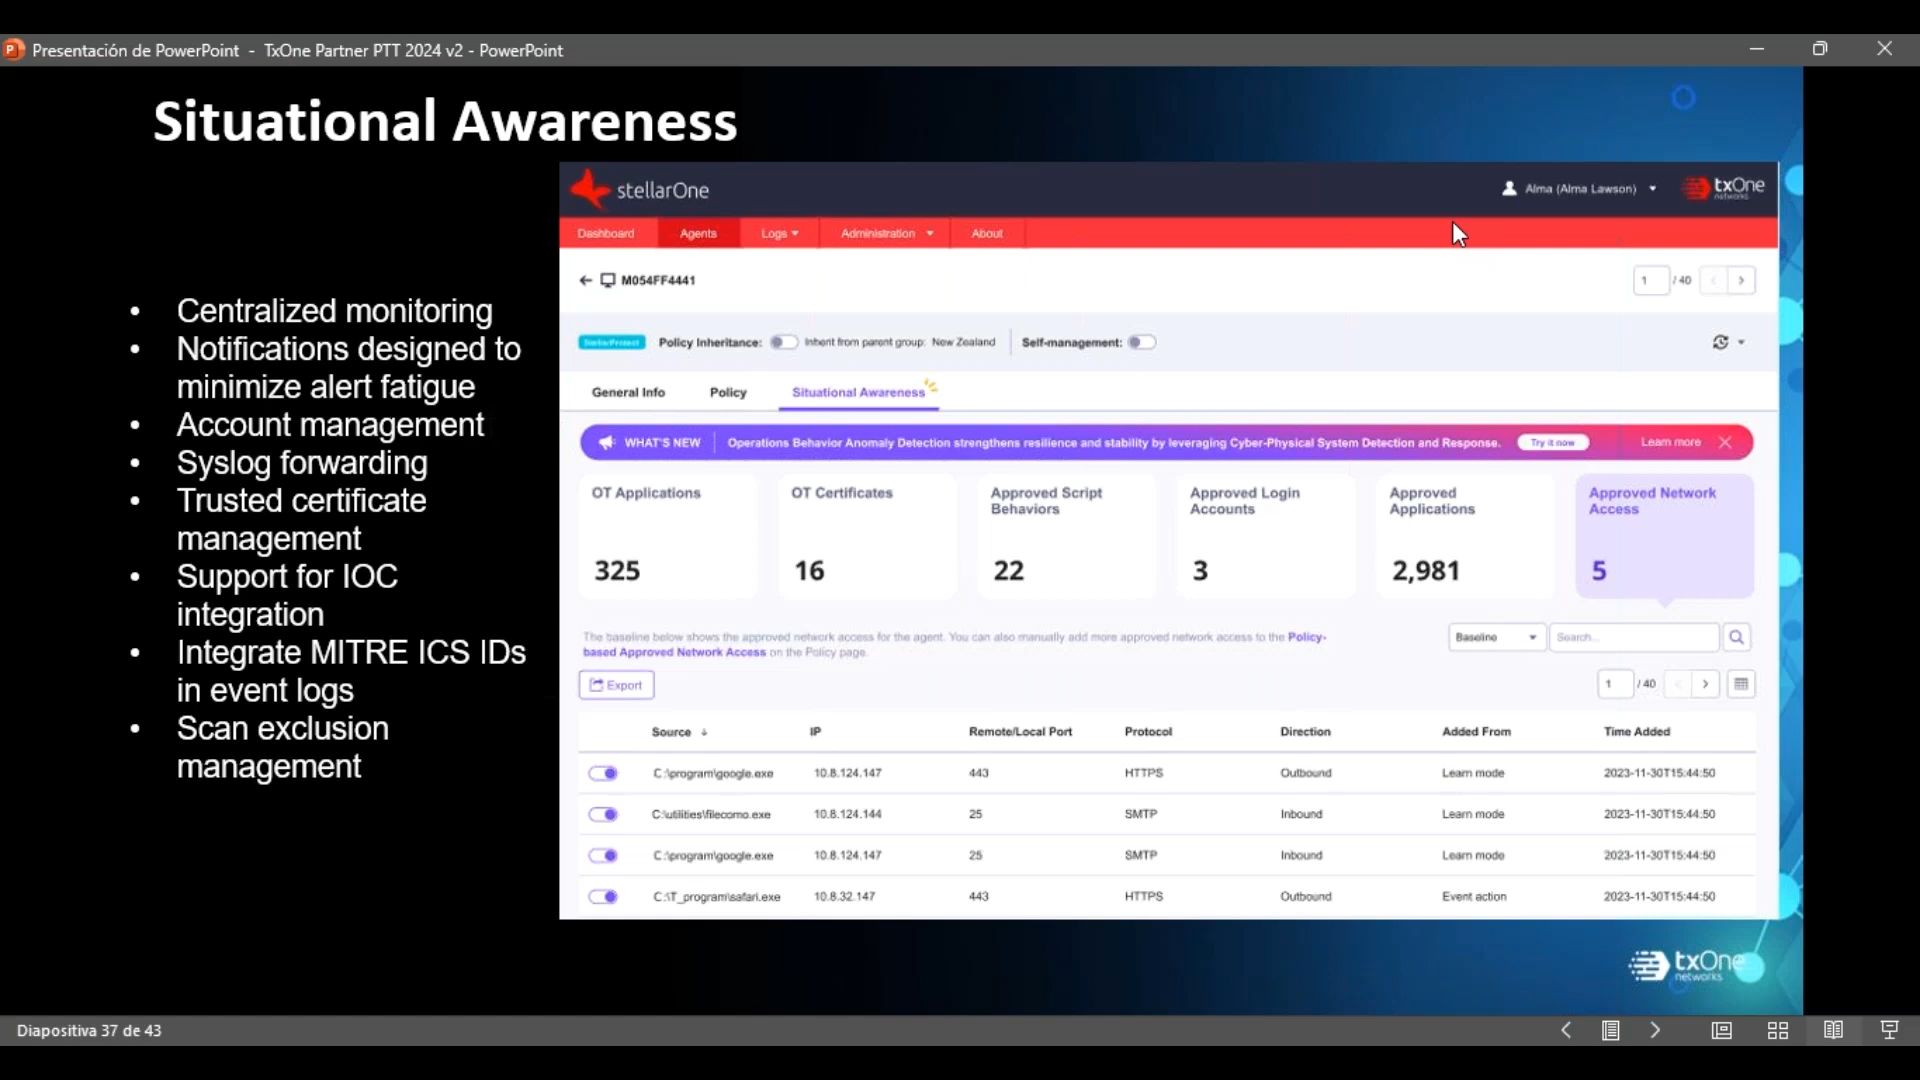 Presentación de PowerPoint - TxOne Partner PTT 2024 v2 - PowerPoint
Situational Awareness
• Centralized monitoring
• Notifications designed to
minimize alert fatigue
• Account management
• Syslog forwarding
• Trusted certificate
management
• Support for IOC
integration
• Integrate MITRE ICS IDs
in event logs
• Scan exclusion
management
stellarOne
Alma (Alma Lawson)
txOne
networks
Dashboard Agents Logs Administration About
M054FF4441
1 / 40
StellarProtect Policy Inheritance: Inherit from parent group: New Zealand Self-management:
General Info Policy Situational Awareness
WHAT'S NEW Operations Behavior Anomaly Detection strengthens resilience and stability by leveraging Cyber-Physical System Detection and Response. Try it now Learn more
OT Applications
325
OT Certificates
16
Approved Script
Behaviors
22
Approved Login
Accounts
3
Approved
Applications
2,981
Approved Network
Access
5
The baseline below shows the approved network access for the agent. You can also manually add more approved network access to the Policy-
based Approved Network Access on the Policy page.
Baseline Search...
Export
1 / 40
Source IP Remote/Local Port Protocol Direction Added From Time Added
C:\program\google.exe 10.8.124.147 443 HTTPS Outbound Learn mode 2023-11-30T15:44:50
C:\utilities\filecomo.exe 10.8.124.144 25 SMTP Inbound Learn mode 2023-11-30T15:44:50
C:\program\google.exe 10.8.124.147 25 SMTP Inbound Learn mode 2023-11-30T15:44:50
C:\T_program\safari.exe 10.8.32.147 443 HTTPS Outbound Event action 2023-11-30T15:44:50
txOne
networks
Diapositiva 37 de 43